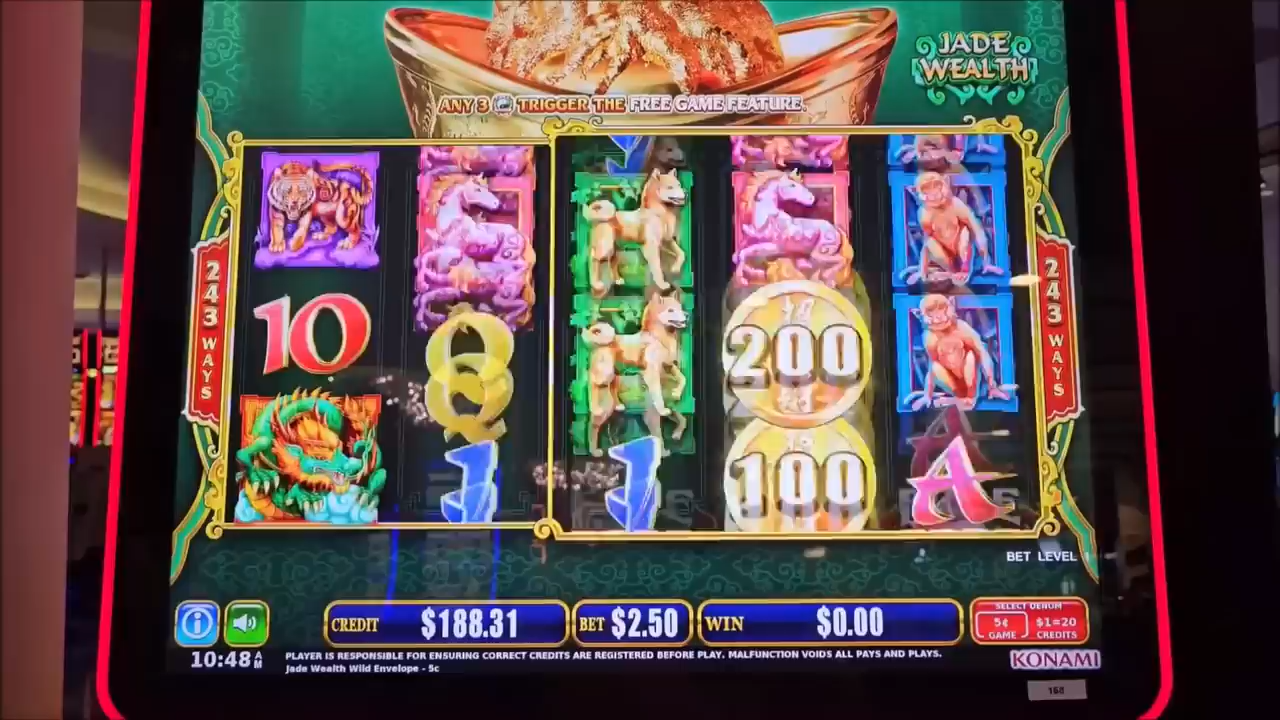 JADE
WEALTH
ANY 3 TRIGGER THE FREE GAME FEATURE.
243 WAYS
243 WAYS
10
Q
Q
200
J
J
100
A
BET LEVEL
CREDIT $188.31
BET $2.50
WIN $0.00
SELECT DENOM
5¢ GAME
$1=20 CREDITS
10:48 AM
PLAYER IS RESPONSIBLE FOR ENSURING CORRECT CREDITS ARE REGISTERED BEFORE PLAY. MALFUNCTION VOIDS ALL PAYS AND PLAYS.
Jade Wealth Wild Envelope - 5c
KONAMI